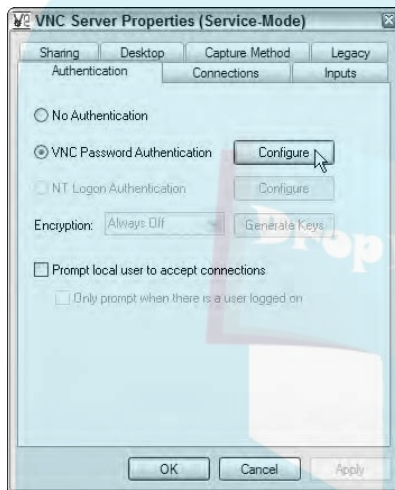 VNC Server Properties (Service-Mode)
Sharing Desktop Capture Method Legacy
Authentication Connections Inputs
No Authentication
VNC Password Authentication Configure
NT Logon Authentication Configure
Encryption: Always Off Generate Keys
Prompt local user to accept connections
Only prompt when there is a user logged on
OK Cancel Apply
Drop